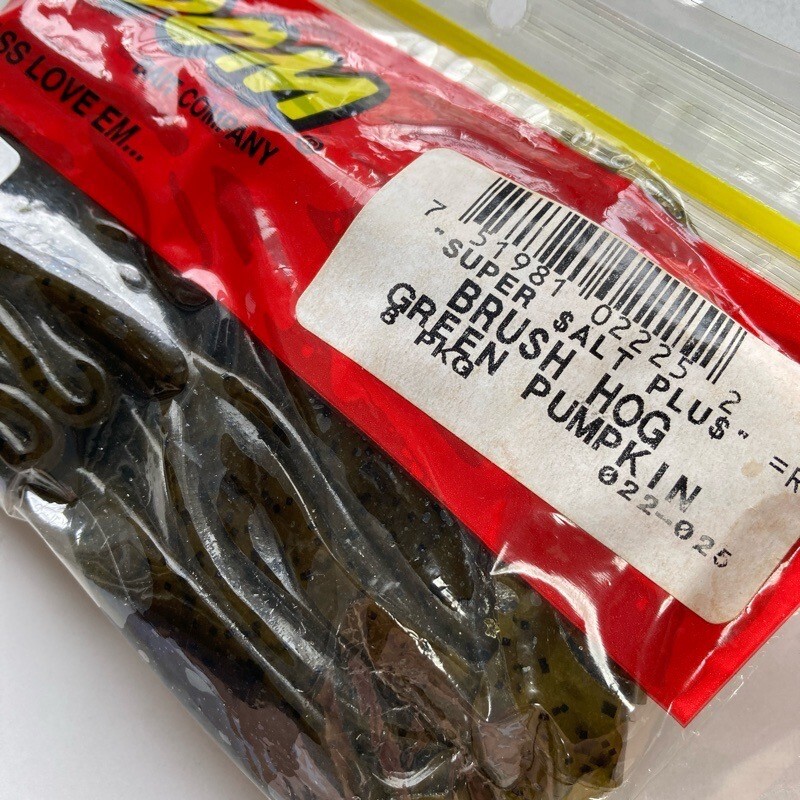 COMPANY
SS LOVE EM...
®
7 51981 02225 2
"SUPER $ALT PLU$" =R
BRUSH HOG
GREEN PUMPKIN
8 PKG
022-025